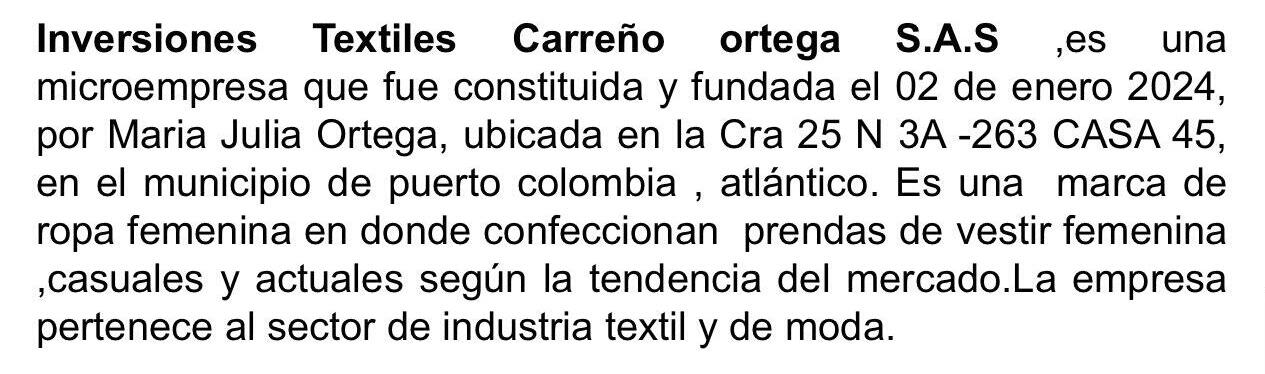 Inversiones Textiles Carreño ortega S.A.S ,es una
microempresa que fue constituida y fundada el 02 de enero 2024,
por Maria Julia Ortega, ubicada en la Cra 25 N 3A -263 CASA 45,
en el municipio de puerto colombia , atlántico. Es una  marca de
ropa femenina en donde confeccionan  prendas de vestir femenina
,casuales y actuales según la tendencia del mercado.La empresa
pertenece al sector de industria textil y de moda.